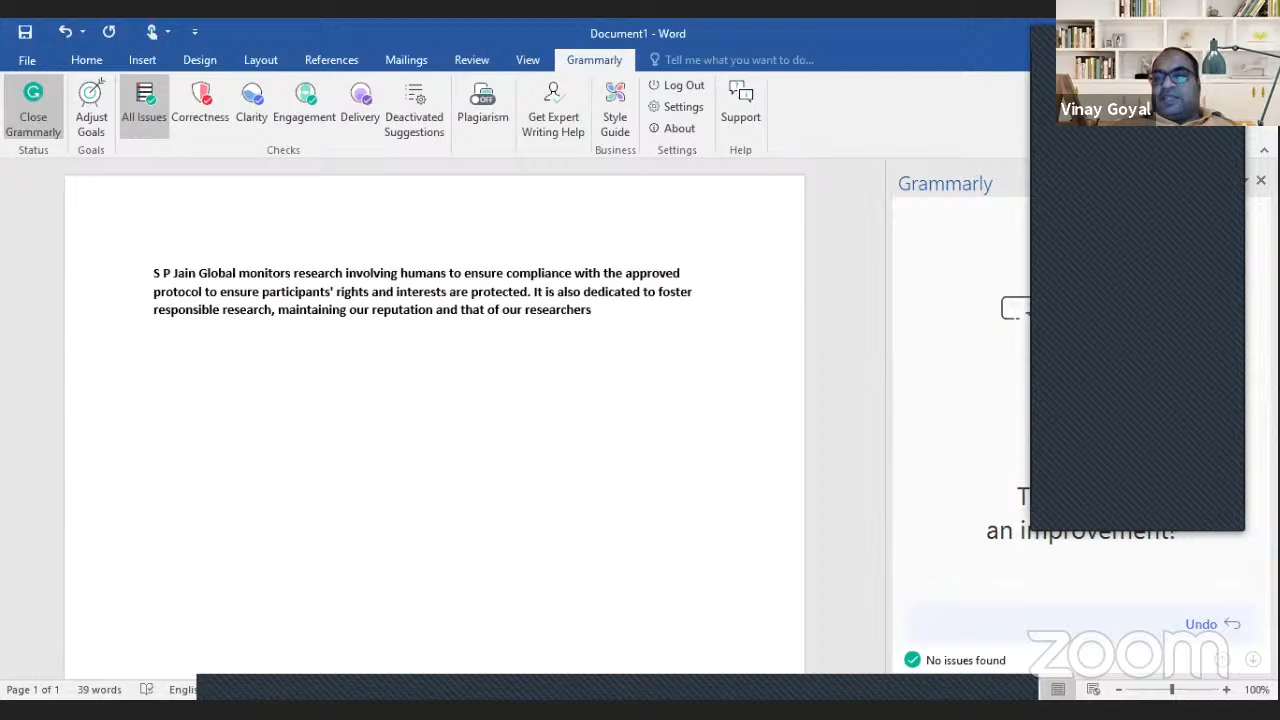 Document1 - Word
File Home Insert Design Layout References Mailings Review View Grammarly Tell me what you want to do...
Close Grammarly
Adjust Goals
All Issues
Correctness
Clarity
Engagement
Delivery
Deactivated Suggestions
OFF
Plagiarism
Get Expert Writing Help
Style Guide
Log Out
Settings
About
Support
Status Goals Checks Business Settings Help
Vinay Goyal
Grammarly
S P Jain Global monitors research involving humans to ensure compliance with the approved
protocol to ensure participants' rights and interests are protected. It is also dedicated to foster
responsible research, maintaining our reputation and that of our researchers
an improvement!
Undo
No issues found
zoom
Page 1 of 1 39 words 100%